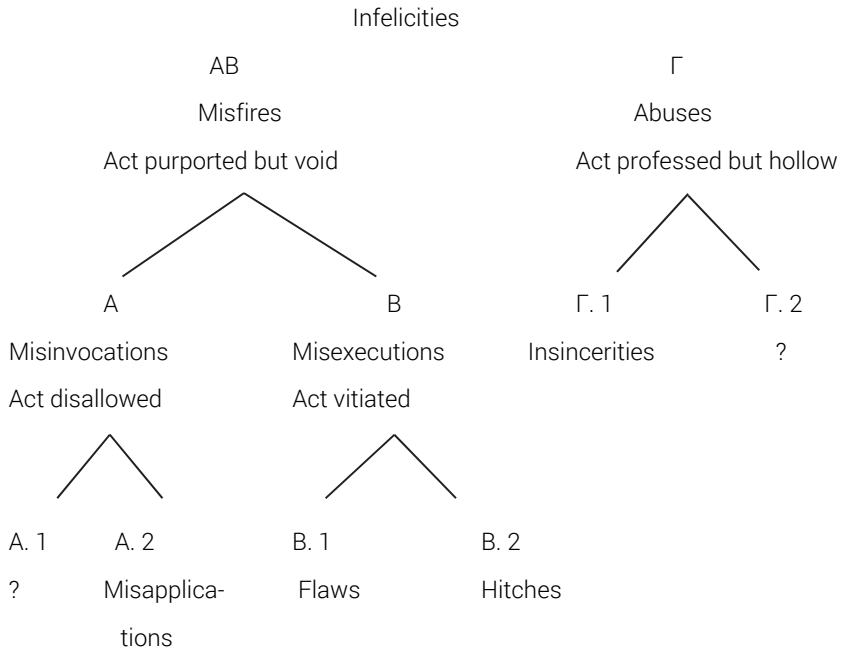 Infelicities
AB Γ
Misfires Abuses
Act purported but void Act professed but hollow
A B Γ. 1 Γ. 2
Misinvocations Misexecutions Insincerities ?
Act disallowed Act vitiated
A. 1 A. 2 B. 1 B. 2
? Misapplica- Flaws Hitches
tions